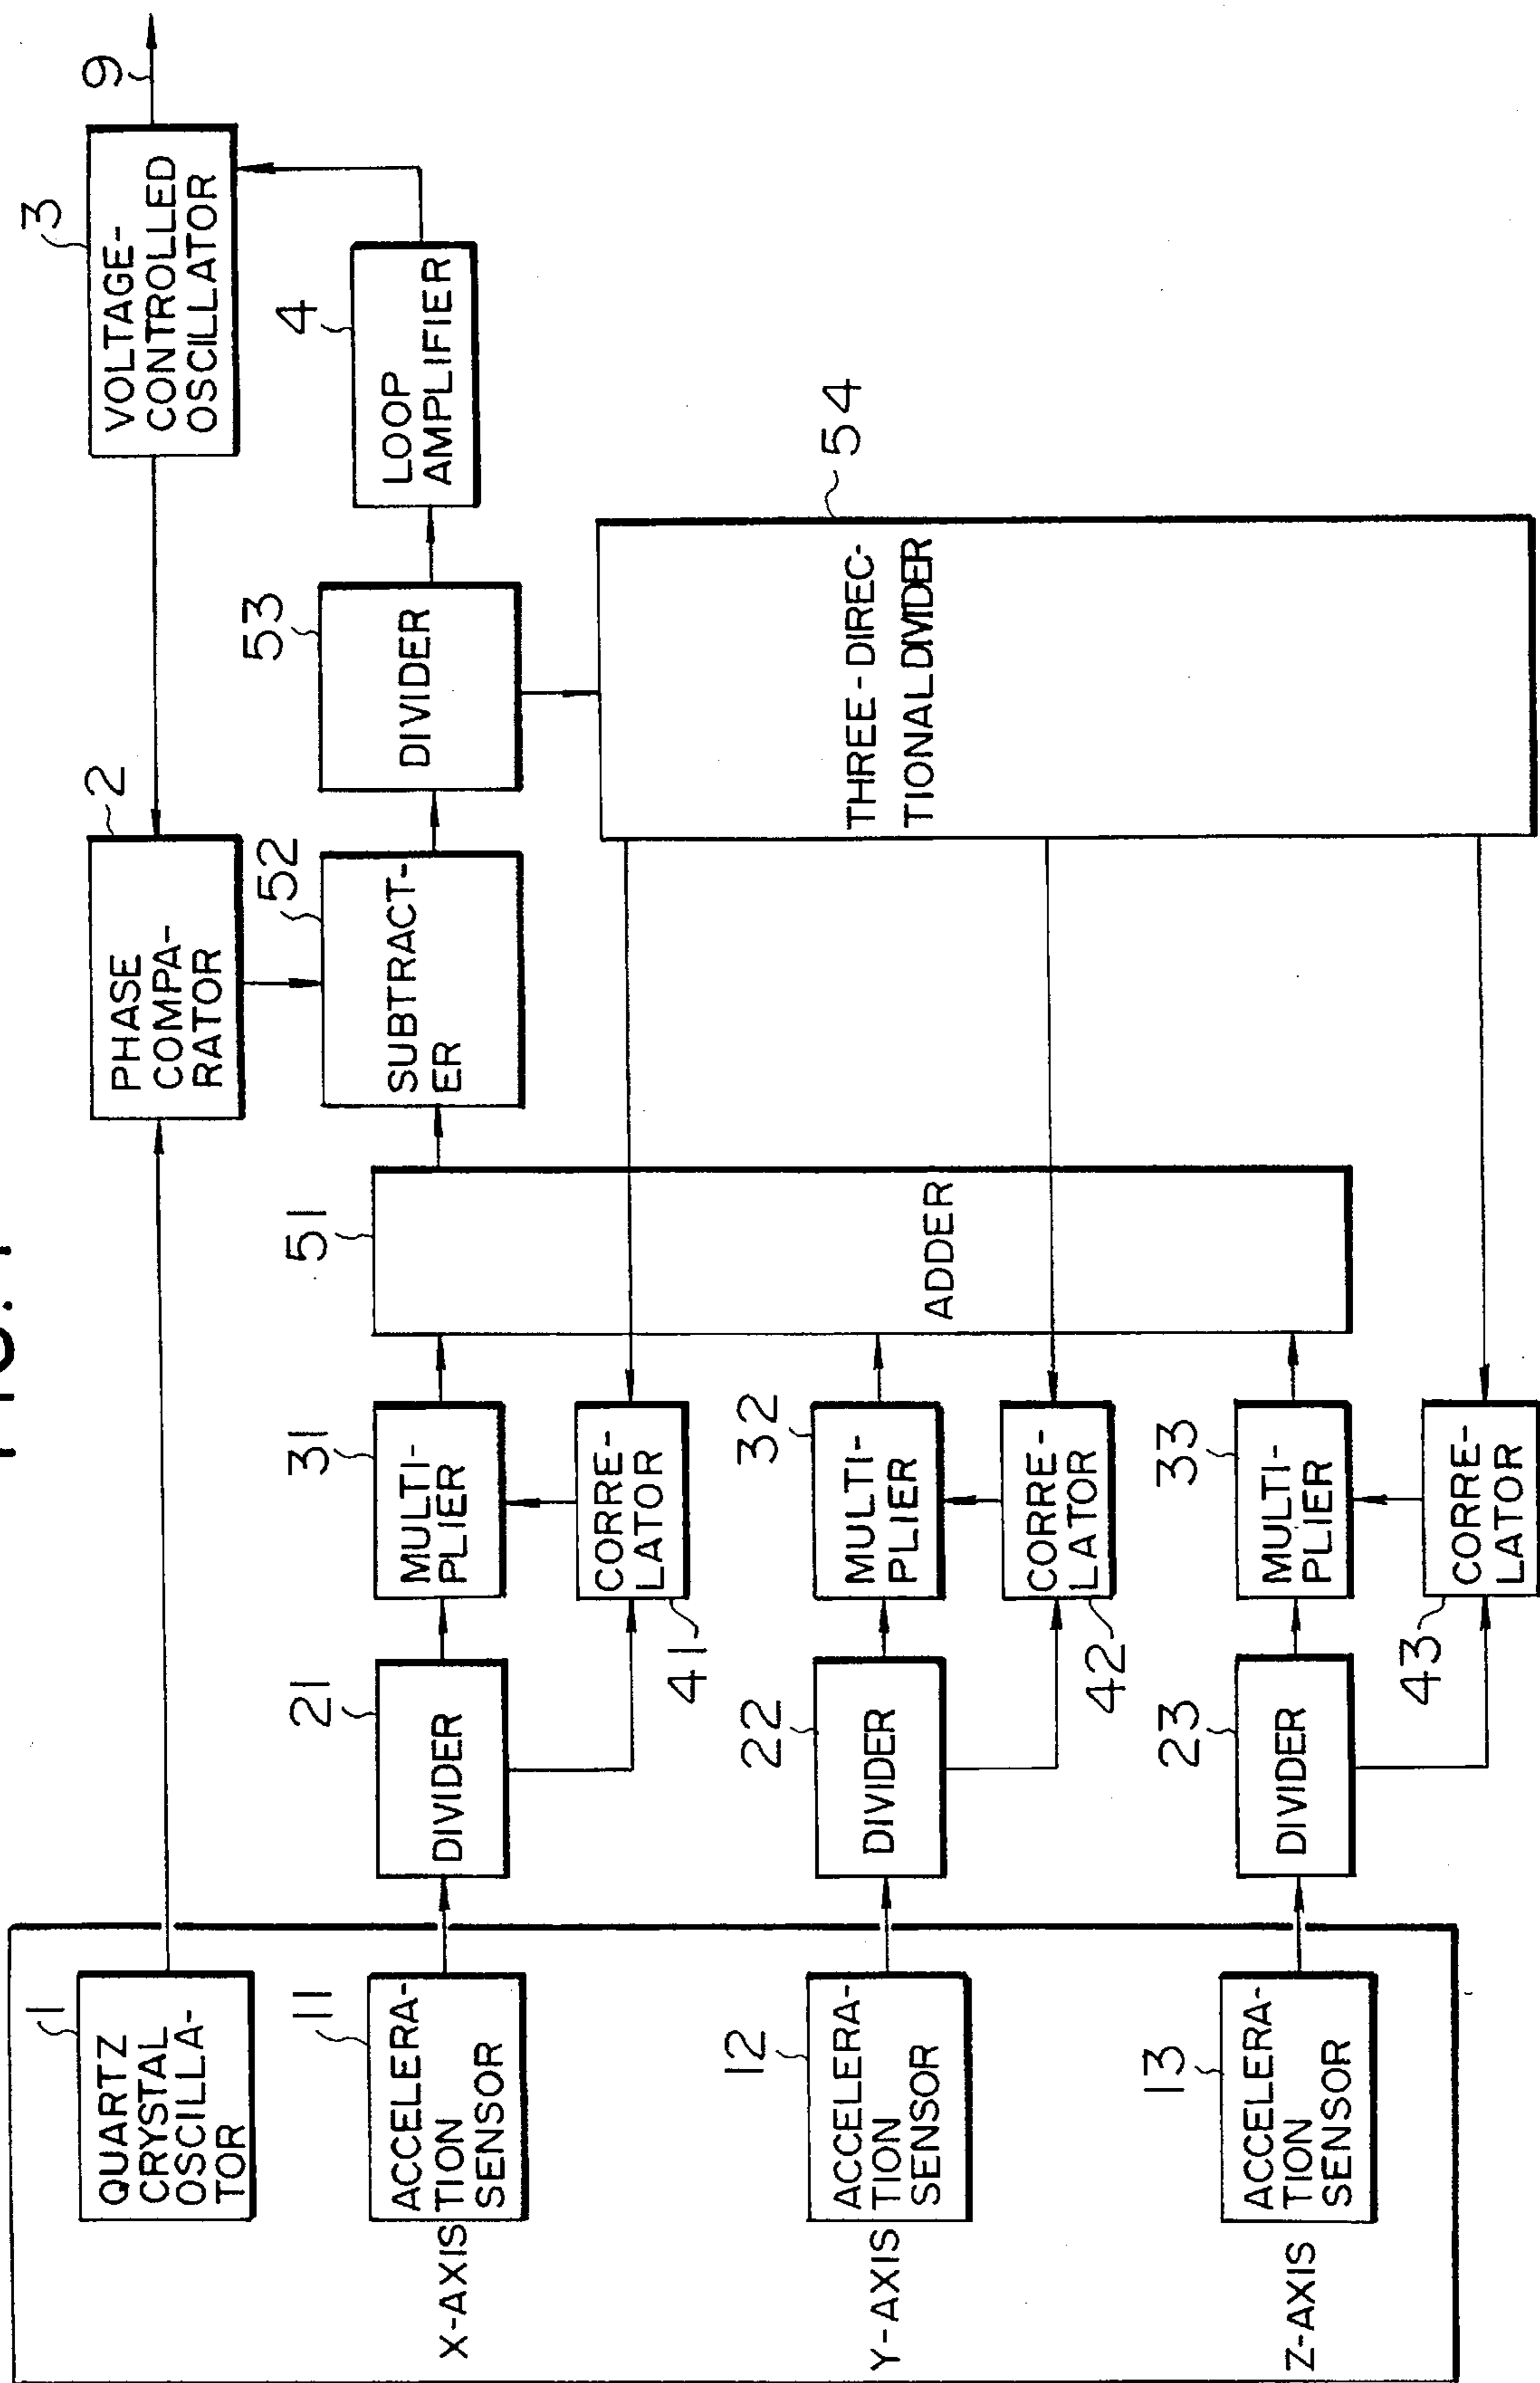 FIG. 1
1
QUARTZ
CRYSTAL
OSCILLA-
TOR
2
PHASE
COMPA-
RATOR
3
VOLTAGE-
CONTROLLED
OSCILLATOR
9
X-AXIS
11
ACCELERA-
TION
SENSOR
21
DIVIDER
31
MULTI-
PLIER
41
CORRE-
LATOR
51
ADDER
52
SUBTRACT-
ER
53
DIVIDER
4
LOOP
AMPLIFIER
54
THREE-DIREC-
TIONAL DIVIDER
Y-AXIS
12
ACCELERA-
TION
SENSOR
22
DIVIDER
32
MULTI-
PLIER
42
CORRE-
LATOR
Z-AXIS
13
ACCELERA-
TION
SENSOR
23
DIVIDER
33
MULTI-
PLIER
43
CORRE-
LATOR